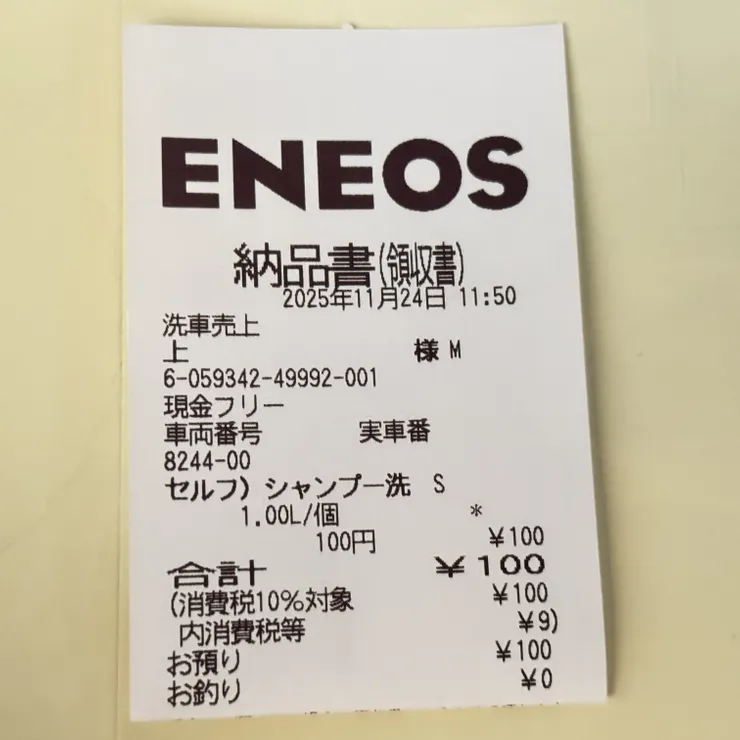 ENEOS
納品書(領収書)
2025年11月24日 11:50
洗車売上
上 様 M
6-059342-49992-001
現金フリー
車両番号 実車番
8244-00
セルフ) シャンプー洗 S
1.00L/個 *
100円 ¥100
合計 ¥100
(消費税10%対象 ¥100
内消費税等 ¥9)
お預り ¥100
お釣り ¥0